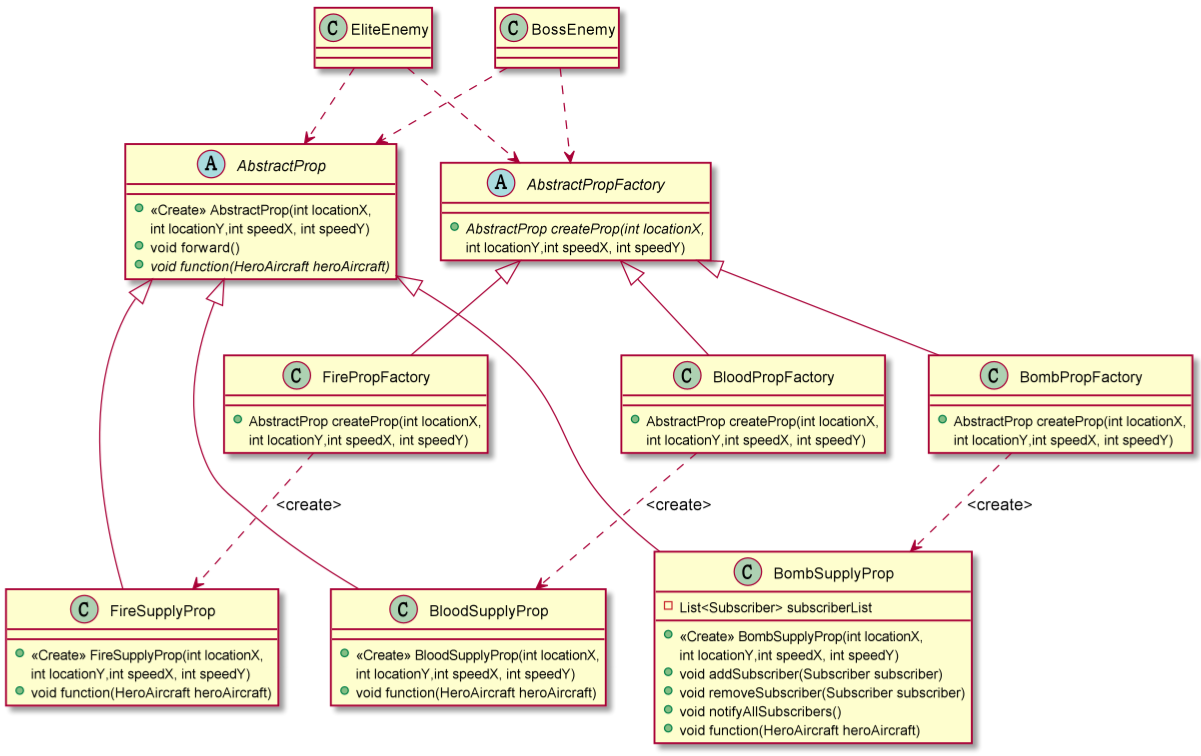 C EliteEnemy
C BossEnemy
A AbstractProp
«Create» AbstractProp(int locationX,
int locationY,int speedX, int speedY)
void forward()
void function(HeroAircraft heroAircraft)
A AbstractPropFactory
AbstractProp createProp(int locationX,
int locationY,int speedX, int speedY)
C FirePropFactory
AbstractProp createProp(int locationX,
int locationY,int speedX, int speedY)
C BloodPropFactory
AbstractProp createProp(int locationX,
int locationY,int speedX, int speedY)
C BombPropFactory
AbstractProp createProp(int locationX,
int locationY,int speedX, int speedY)
<create>
<create>
<create>
C FireSupplyProp
«Create» FireSupplyProp(int locationX,
int locationY,int speedX, int speedY)
void function(HeroAircraft heroAircraft)
C BloodSupplyProp
«Create» BloodSupplyProp(int locationX,
int locationY,int speedX, int speedY)
void function(HeroAircraft heroAircraft)
C BombSupplyProp
List<Subscriber> subscriberList
«Create» BombSupplyProp(int locationX,
int locationY,int speedX, int speedY)
void addSubscriber(Subscriber subscriber)
void removeSubscriber(Subscriber subscriber)
void notifyAllSubscribers()
void function(HeroAircraft heroAircraft)